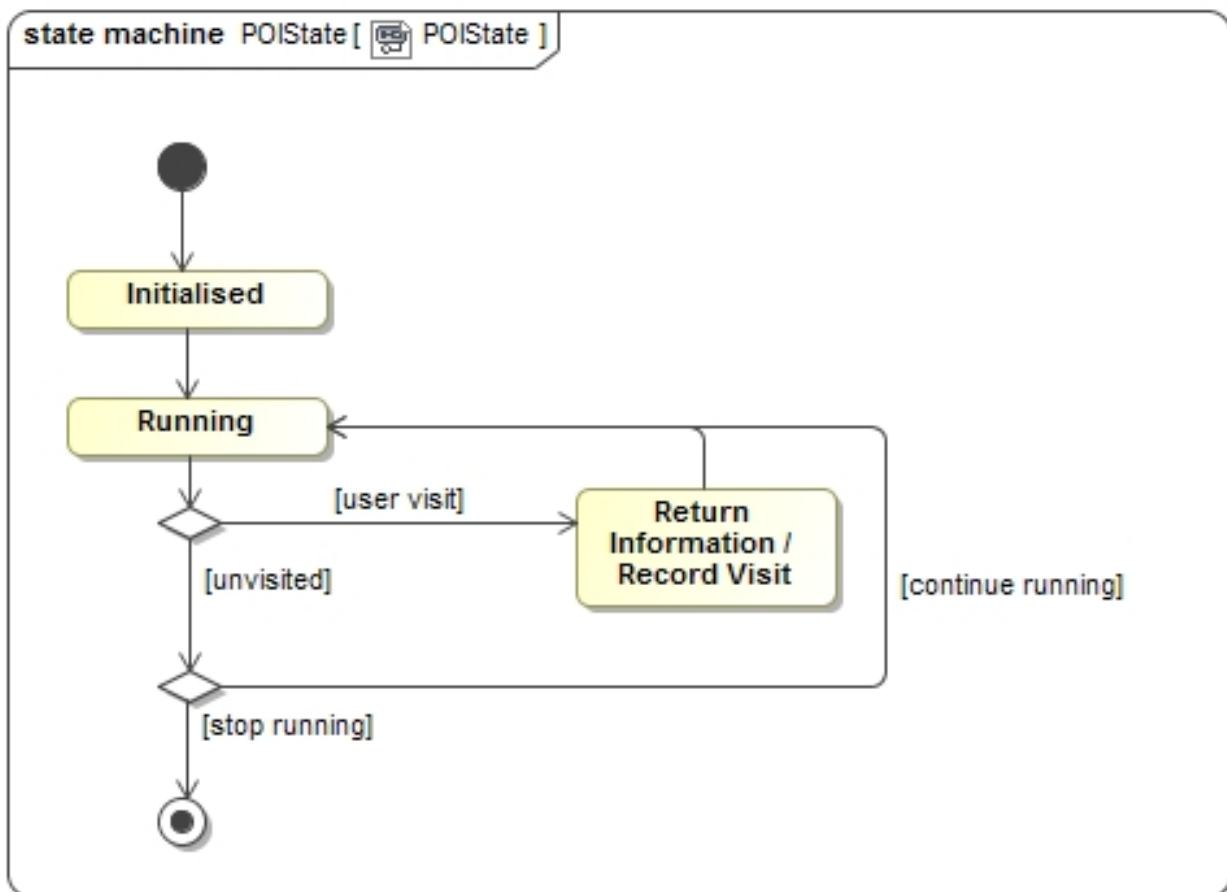 state machine POIState [ POIState ]
Initialised
Running
[user visit]
Return
Information /
Record Visit
[unvisited]
[continue running]
[stop running]